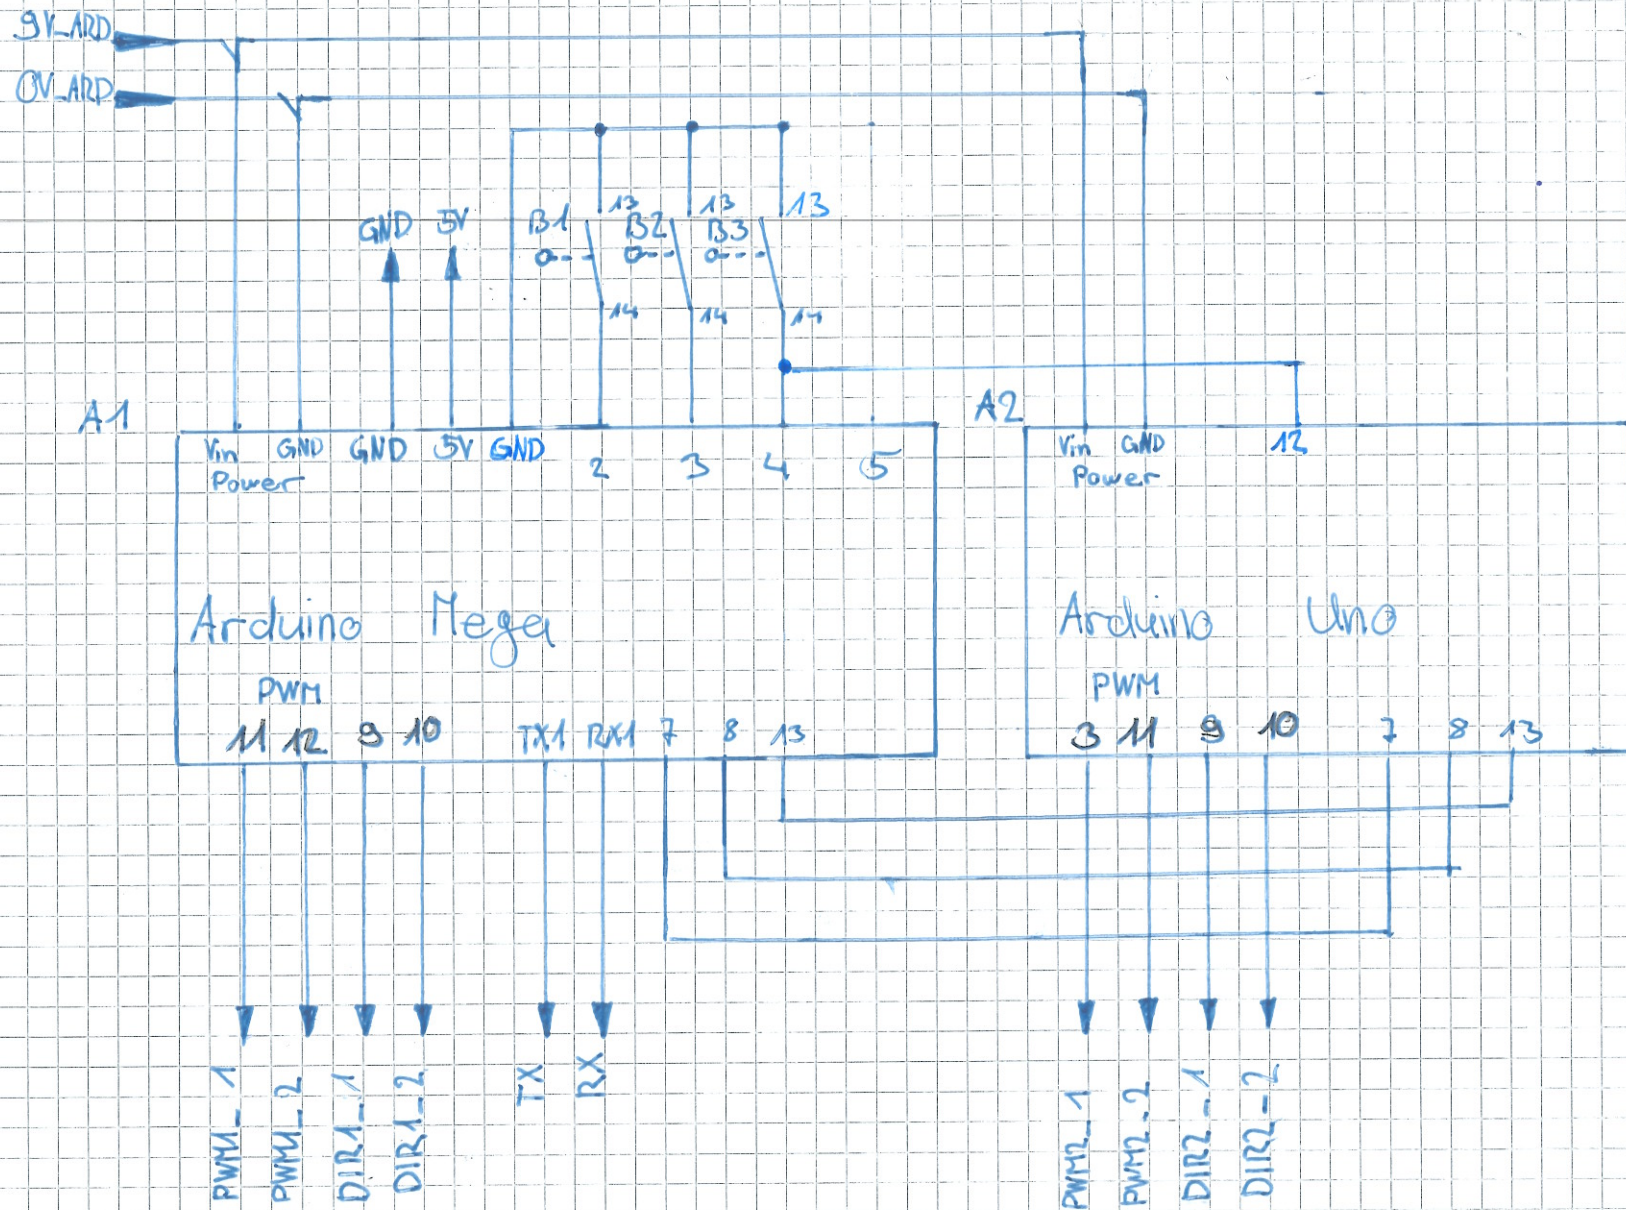 9V_ARD
0V_ARD
GND 5V B1 13 B2 13 B3 13
14 14 14
A1 A2
Vin GND GND 5V GND 2 3 4 5
Power
Vin GND 12
Power
Arduino Mega
Arduino Uno
PWM
11 12 9 10 TX1 RX1 7 8 13
PWM
3 11 9 10 7 8 13
PWM1_1
PWM1_2
DIR1_1
DIR1_2
TX
RX
PWM2_1
PWM2_2
DIR2_1
DIR2_2